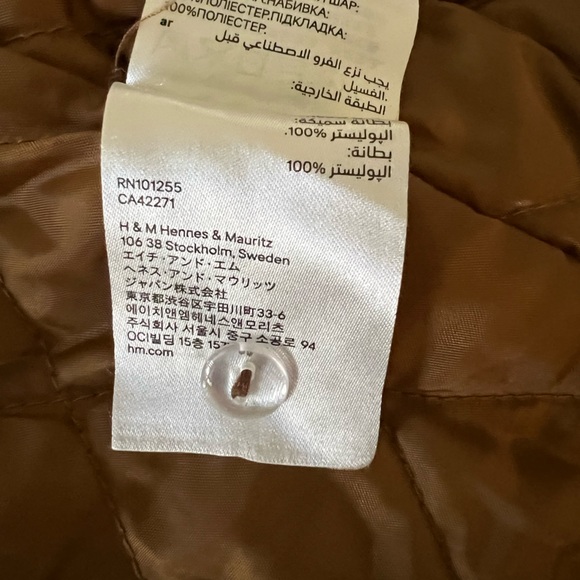 НАБИВКА:
100%ПОЛИЕСТЕР.ПІДКЛАДКА:
100%ПОЛІЕСТЕР.
ar
يجب نزع الفرو الاصطناعي قبل
الغسيل.
الطبقة الخارجية:
بطانة سميكة:
البوليستر 100%.
بطانة:
البوليستر 100%
RN101255
CA42271
H & M Hennes & Mauritz
106 38 Stockholm, Sweden
エイチ・アンド・エム
ヘネス・アンド・マウリッツ
ジャパン株式会社
東京都渋谷区宇田川町33-6
에이치앤엠헤네스앤모리츠
주식회사 서울시 중구 소공로 94
OCI빌딩 15층
hm.com